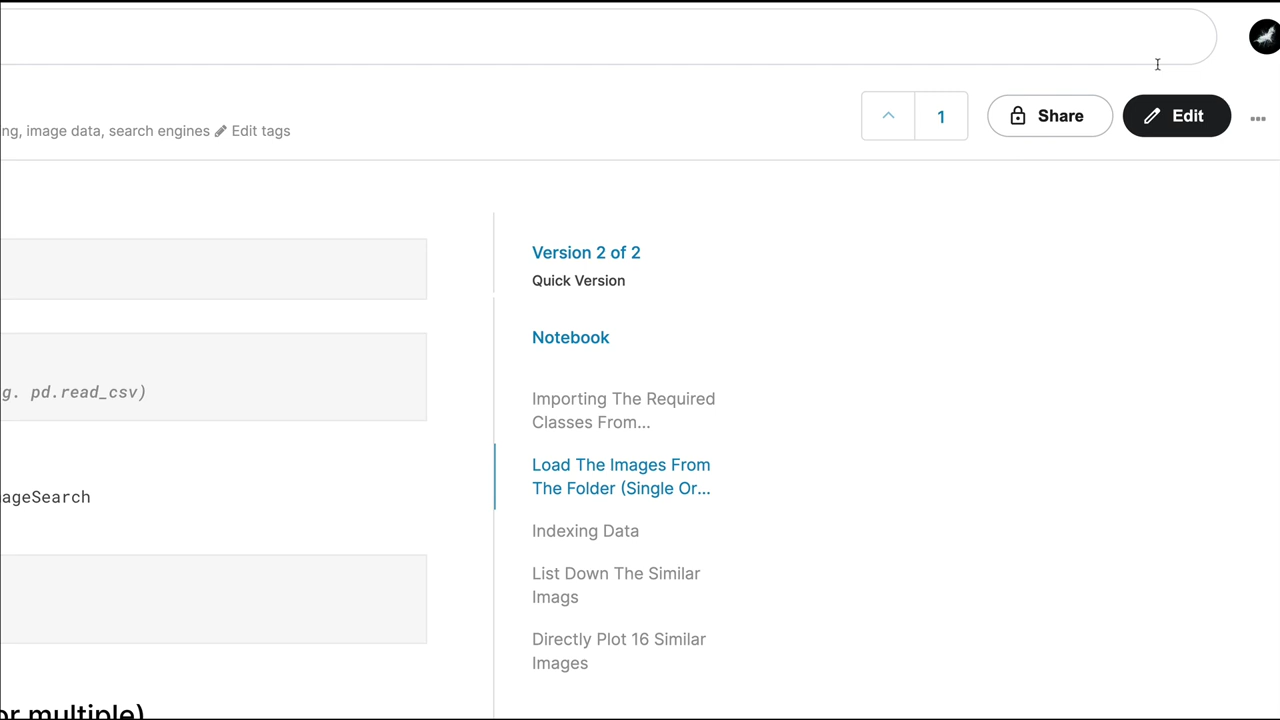 ng, image data, search engines Edit tags
1
Share
Edit
Version 2 of 2
Quick Version
Notebook
g. pd.read_csv)
Importing The Required
Classes From...
Load The Images From
The Folder (Single Or...
ageSearch
Indexing Data
List Down The Similar
Imags
Directly Plot 16 Similar
Images
or multiple)